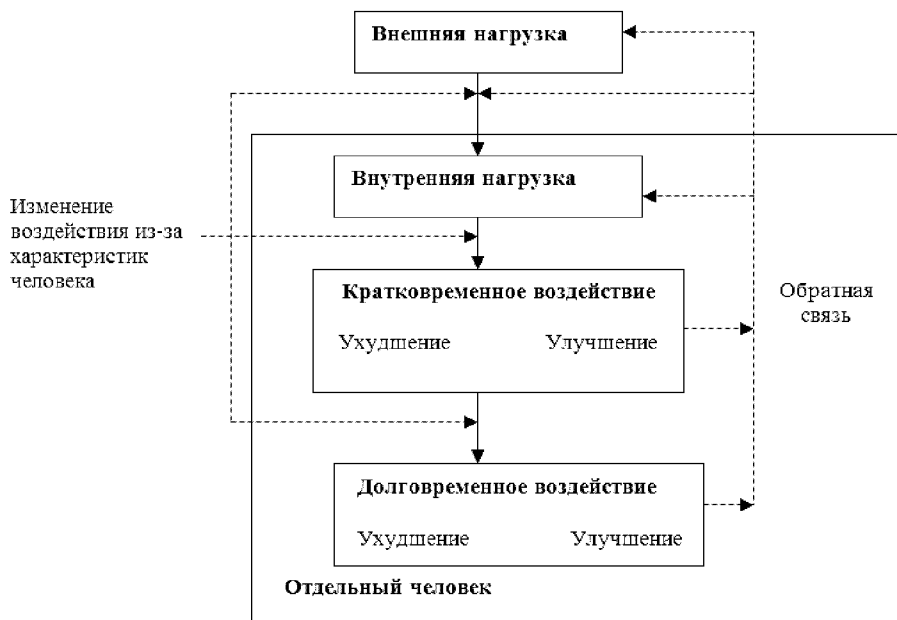 Внешняя нагрузка
Внутренняя нагрузка
Изменение
воздействия из-за
характеристик
человека
Кратковременное воздействие
Ухудшение Улучшение
Обратная
связь
Долговременное воздействие
Ухудшение Улучшение
Отдельный человек